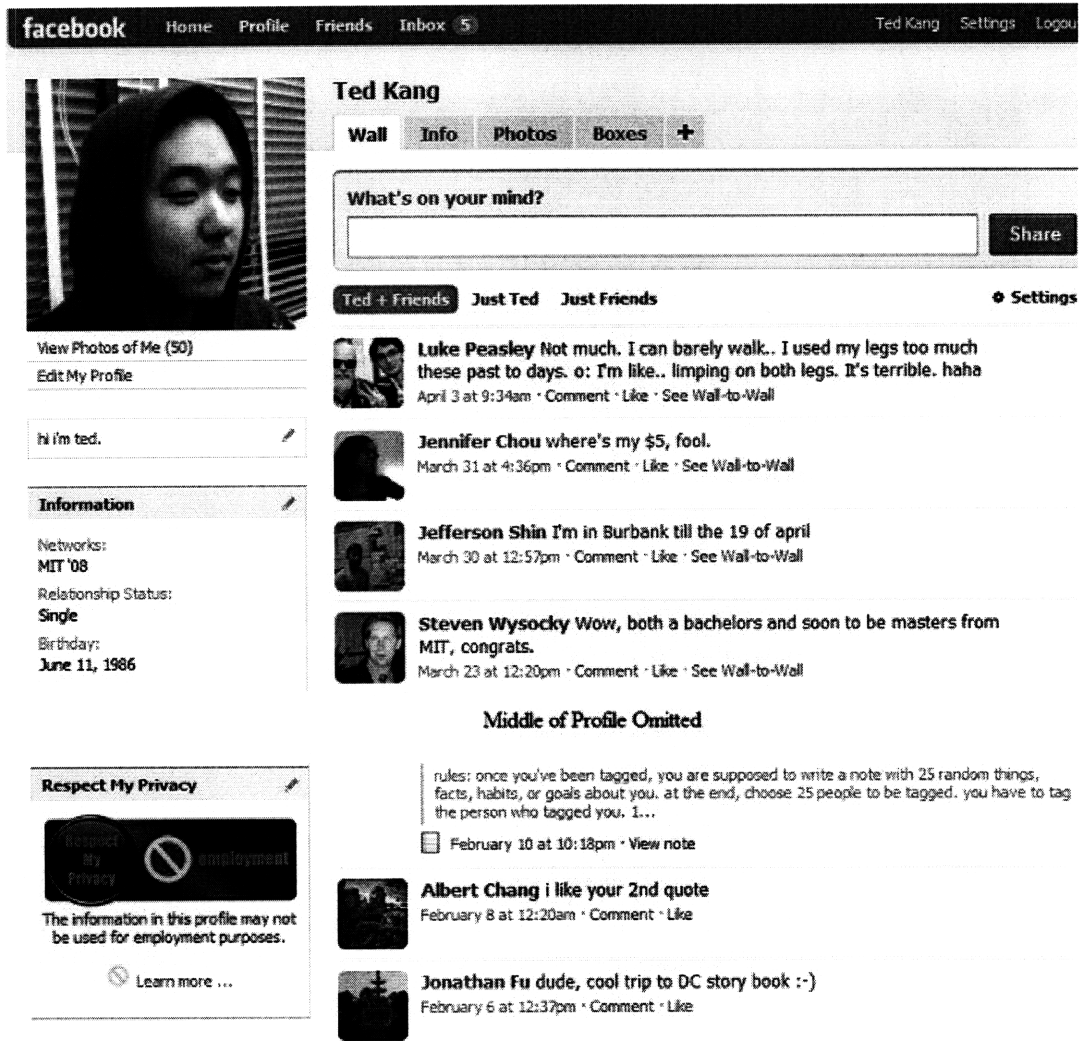 facebook Home Profile Friends Inbox 5 Ted Kang Settings Logou
Ted Kang
Wall Info Photos Boxes +
What's on your mind?
Share
Ted + Friends Just Ted Just Friends Settings
View Photos of Me (50)
Edit My Profile
hi i'm ted.
Information
Networks:
MIT '08
Relationship Status:
Single
Birthday:
June 11, 1986
Luke Peasley Not much. I can barely walk.. I used my legs too much
these past to days. o: I'm like.. limping on both legs. It's terrible. haha
April 3 at 9:34am · Comment · Like · See Wall-to-Wall
Jennifer Chou where's my $5, fool.
March 31 at 4:36pm · Comment · Like · See Wall-to-Wall
Jefferson Shin I'm in Burbank till the 19 of april
March 30 at 12:57pm · Comment · Like · See Wall-to-Wall
Steven Wysocky Wow, both a bachelors and soon to be masters from
MIT, congrats.
March 23 at 12:20pm · Comment · Like · See Wall-to-Wall
Middle of Profile Omitted
Respect My Privacy
Respect
My
Privacy
employment
The information in this profile may not
be used for employment purposes.
Learn more ...
rules: once you've been tagged, you are supposed to write a note with 25 random things,
facts, habits, or goals about you. at the end, choose 25 people to be tagged. you have to tag
the person who tagged you. 1...
February 10 at 10:18pm · View note
Albert Chang i like your 2nd quote
February 8 at 12:20am · Comment · Like
Jonathan Fu dude, cool trip to DC story book :-)
February 6 at 12:37pm · Comment · Like